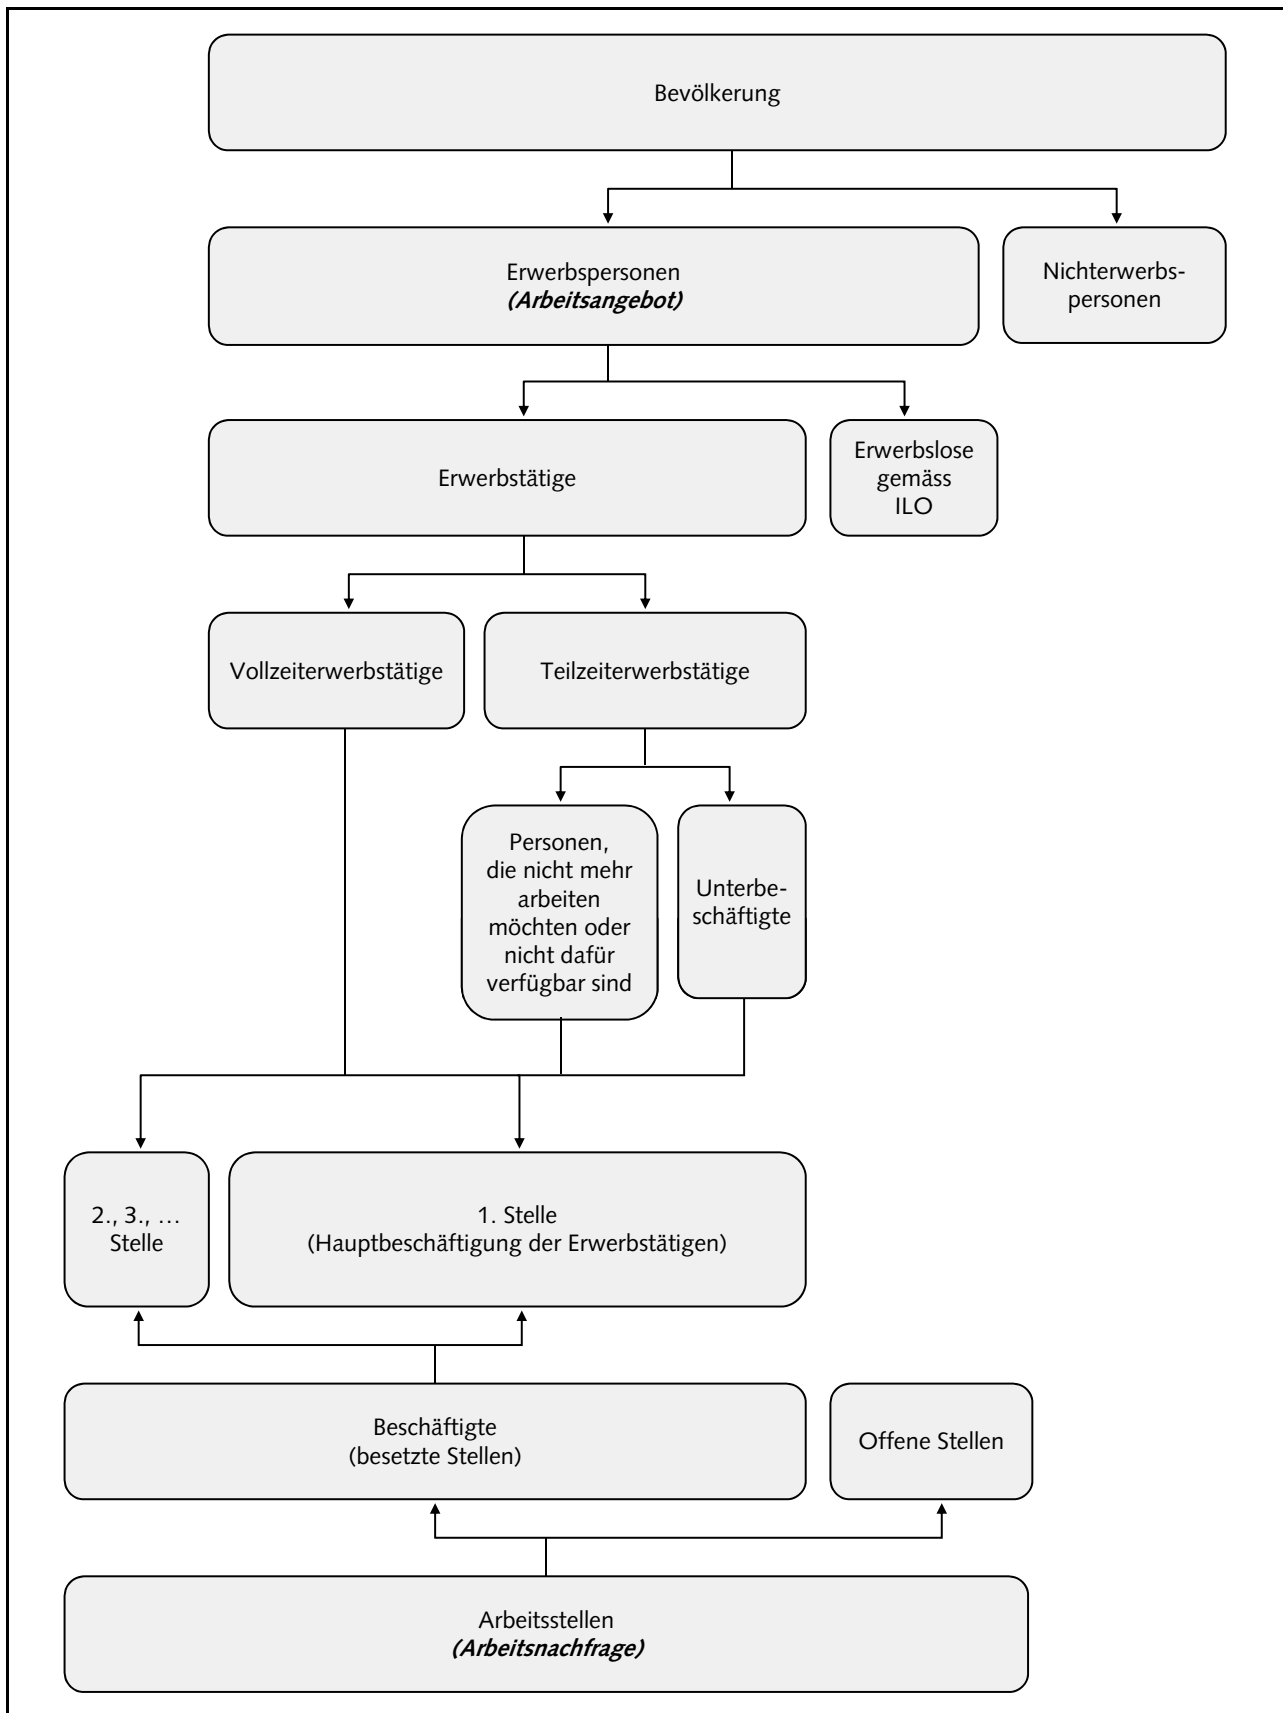 Bevölkerung
Erwerbspersonen
(Arbeitsangebot)
Nichterwerbs-
personen
Erwerbstätige
Erwerbslose
gemäss
ILO
Vollzeiterwerbstätige
Teilzeiterwerbstätige
Personen,
die nicht mehr
arbeiten
möchten oder
nicht dafür
verfügbar sind
Unterbe-
schäftigte
2., 3., …
Stelle
1. Stelle
(Hauptbeschäftigung der Erwerbstätigen)
Beschäftigte
(besetzte Stellen)
Offene Stellen
Arbeitsstellen
(Arbeitsnachfrage)